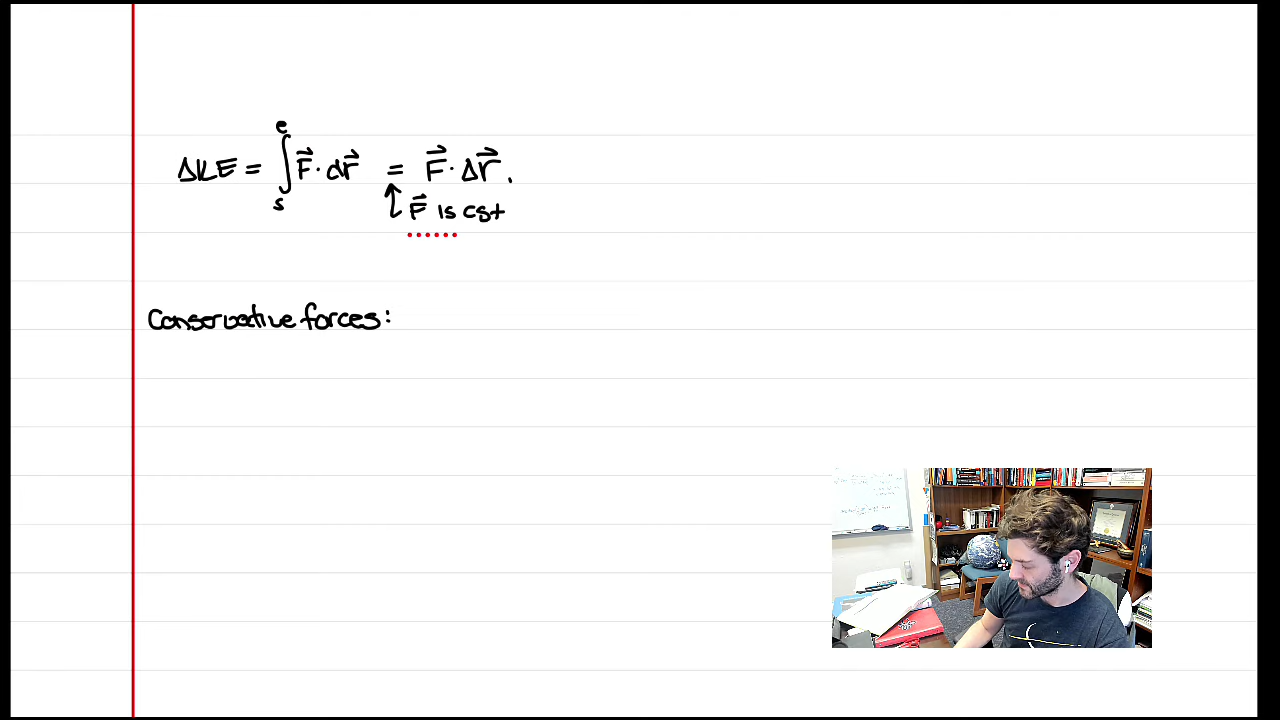 ΔKE = ∫ₛᵉ F⃗ · dr⃗ = F⃗ · Δr⃗.
F⃗ is cst
Conservative forces: